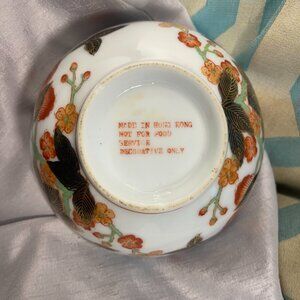 MADE IN HONG KONG
NOT FOR FOOD
SERVICE
DECORATIVE ONLY